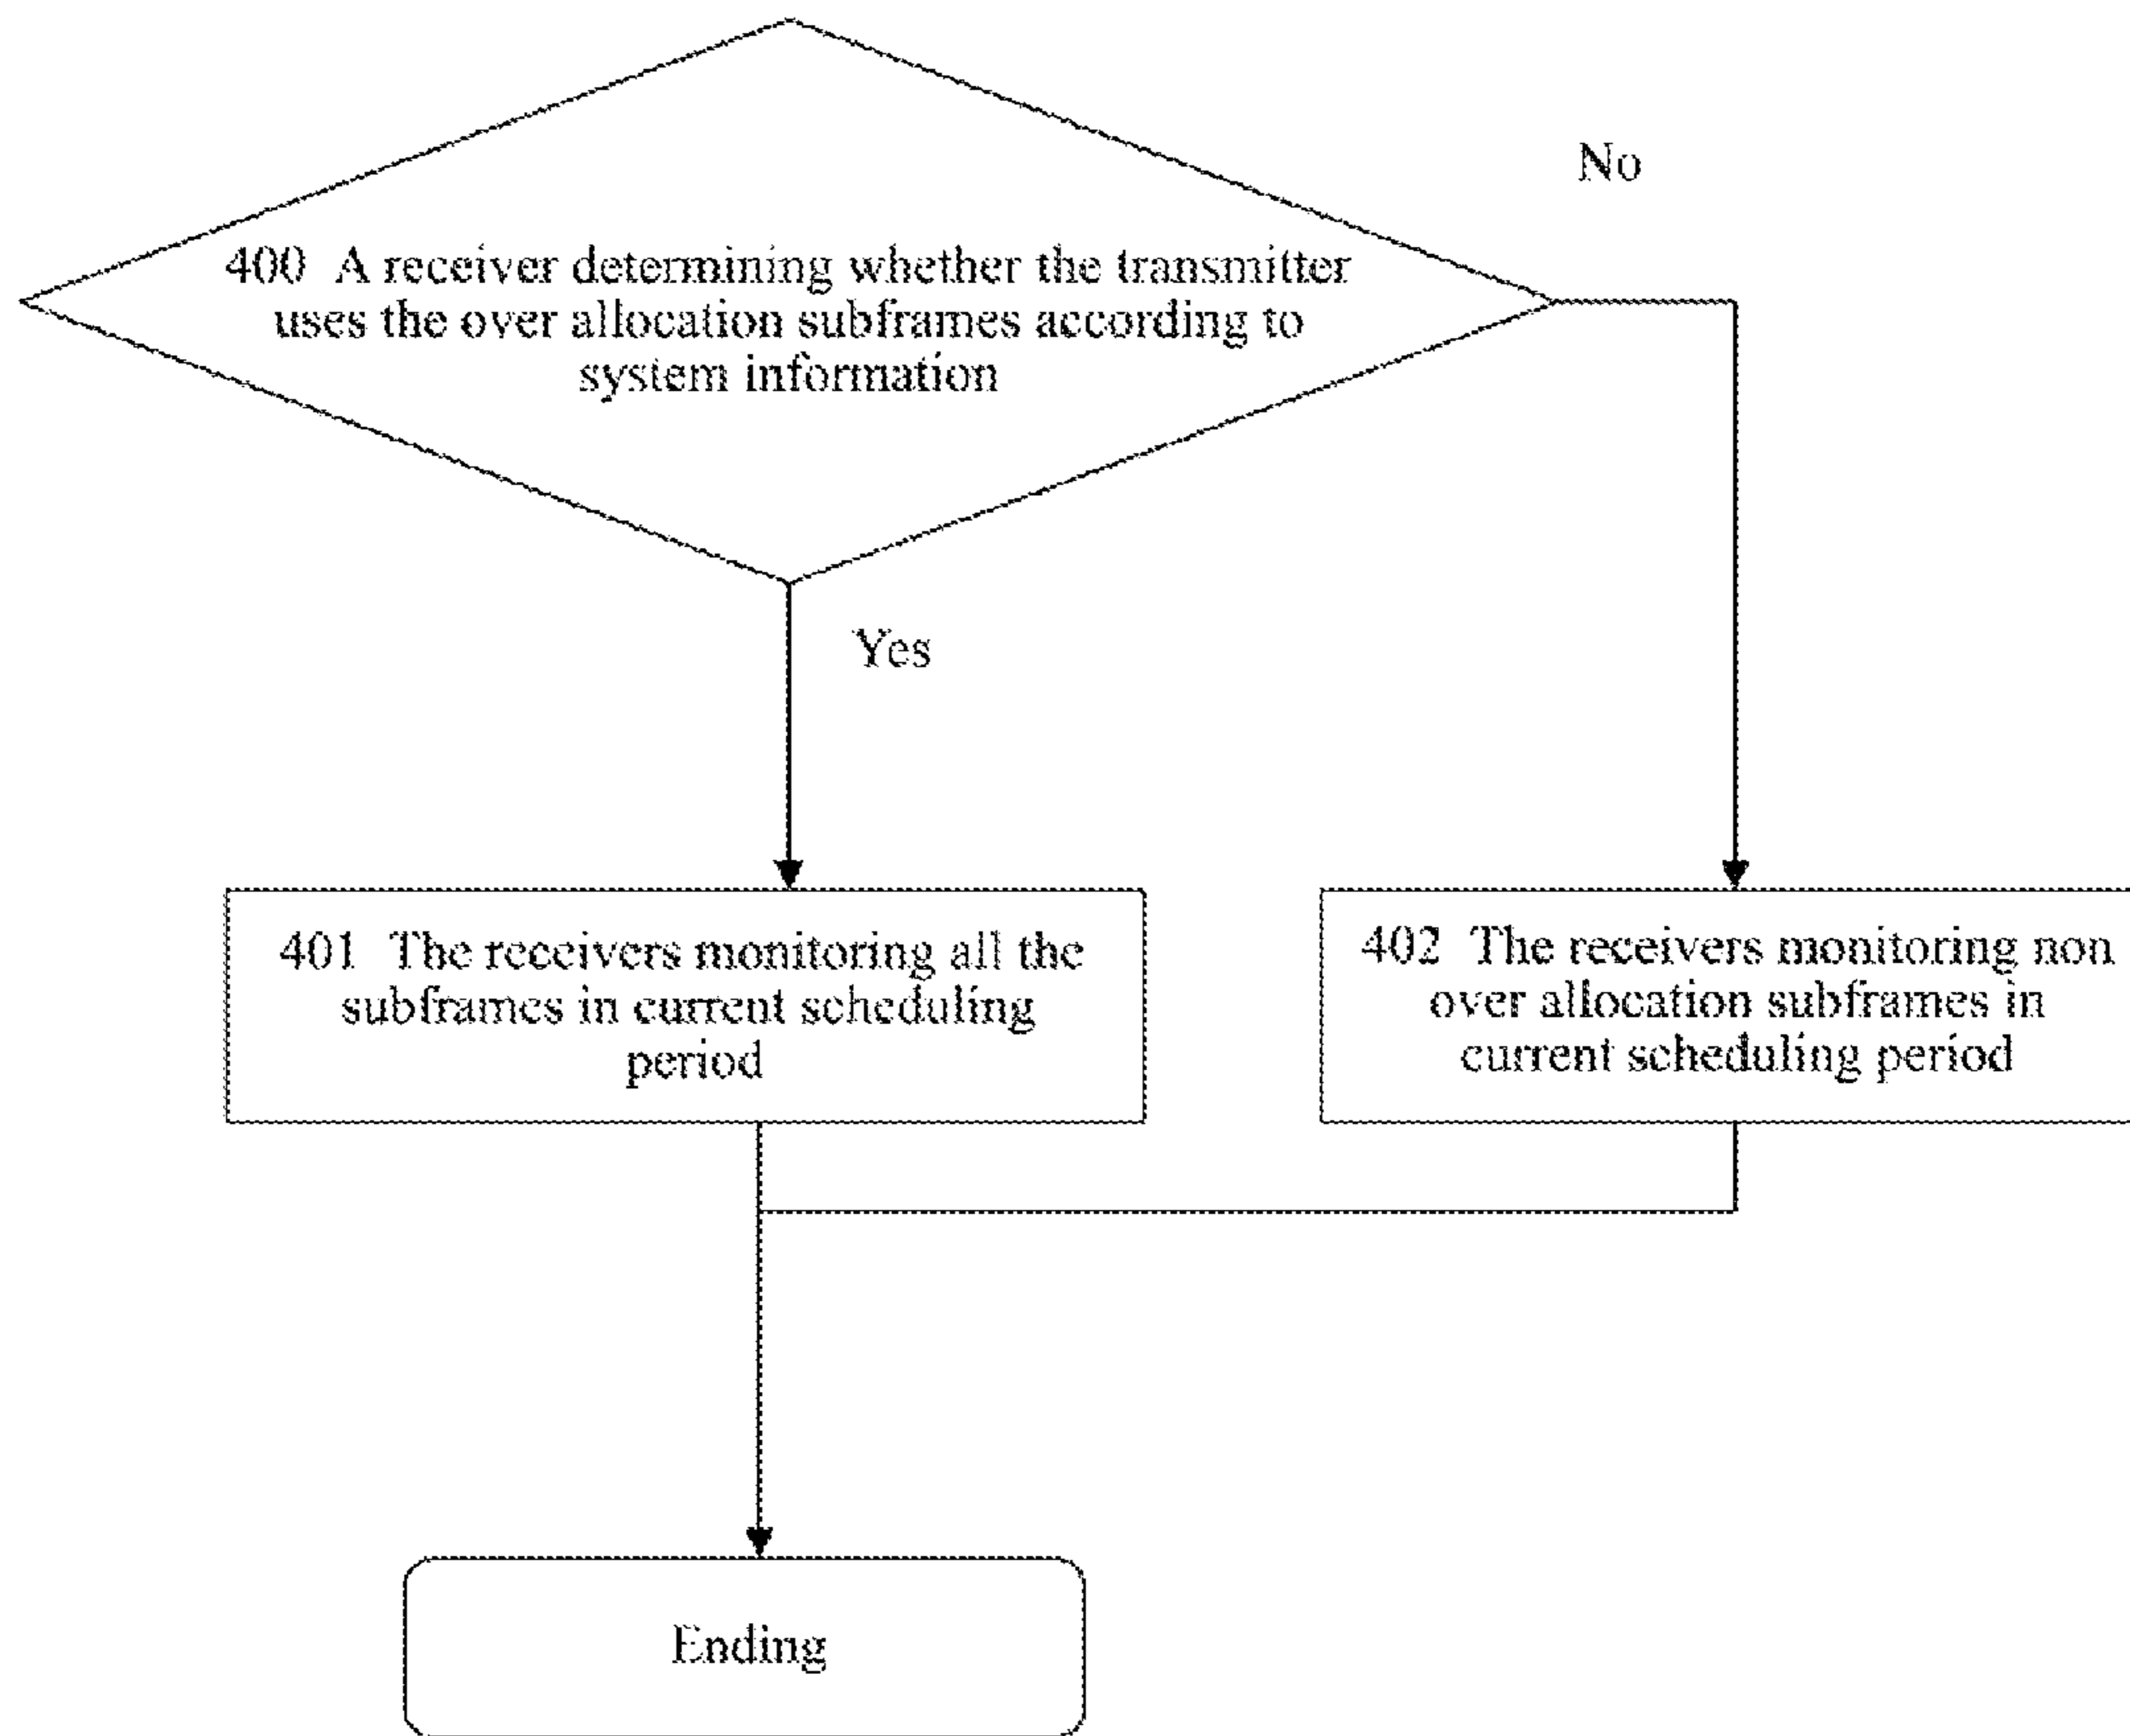 No
400 A receiver determining whether the transmitter
uses the over allocation subframes according to
system information
Yes
401 The receivers monitoring all the
subframes in current scheduling
period
402 The receivers monitoring non
over allocation subframes in
current scheduling period
Ending